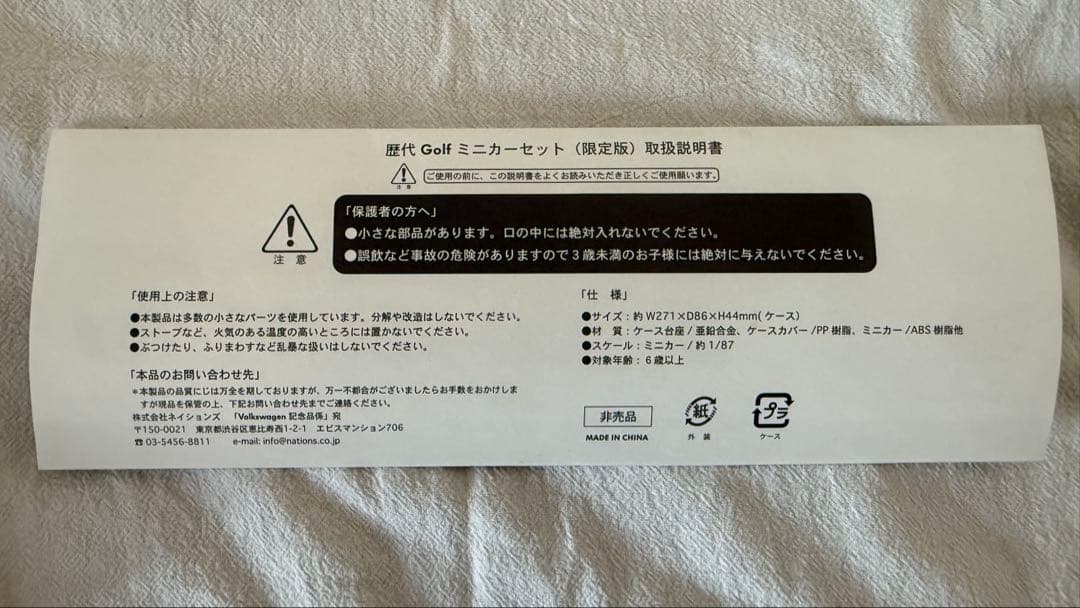 歴代 Golf ミニカーセット（限定版）取扱説明書
注 意
ご使用の前に、この説明書をよくお読みいただき正しくご使用願います。
注 意
「保護者の方へ」
●小さな部品があります。口の中には絶対入れないでください。
●誤飲など事故の危険がありますので３歳未満のお子様には絶対に与えないでください。
「使用上の注意」
●本製品は多数の小さなパーツを使用しています。分解や改造はしないでください。
●ストーブなど、火気のある温度の高いところには置かないでください。
●ぶつけたり、ふりまわすなど乱暴な扱いはしないでください。
「本品のお問い合わせ先」
＊本製品の品質にじは万全を期しておりますが、万一不都合がございましたらお手数をおかけしま
すが現品を保管の上、下記お問い合わせ先までご連絡ください。
株式会社ネイションズ 「Volkswagen 記念品係」宛
〒150-0021 東京都渋谷区恵比寿西1-2-1 エビスマンション706
☎ 03-5456-8811 e-mail: info@nations.co.jp
「仕 様」
●サイズ：約 W271×D86×H44mm( ケース）
●材 質：ケース台座 / 亜鉛合金、ケースカバー /PP 樹脂、ミニカー /ABS 樹脂他
●スケール：ミニカー / 約 1/87
●対象年齢：６歳以上
非売品
MADE IN CHINA
紙
外 装
プラ
ケース